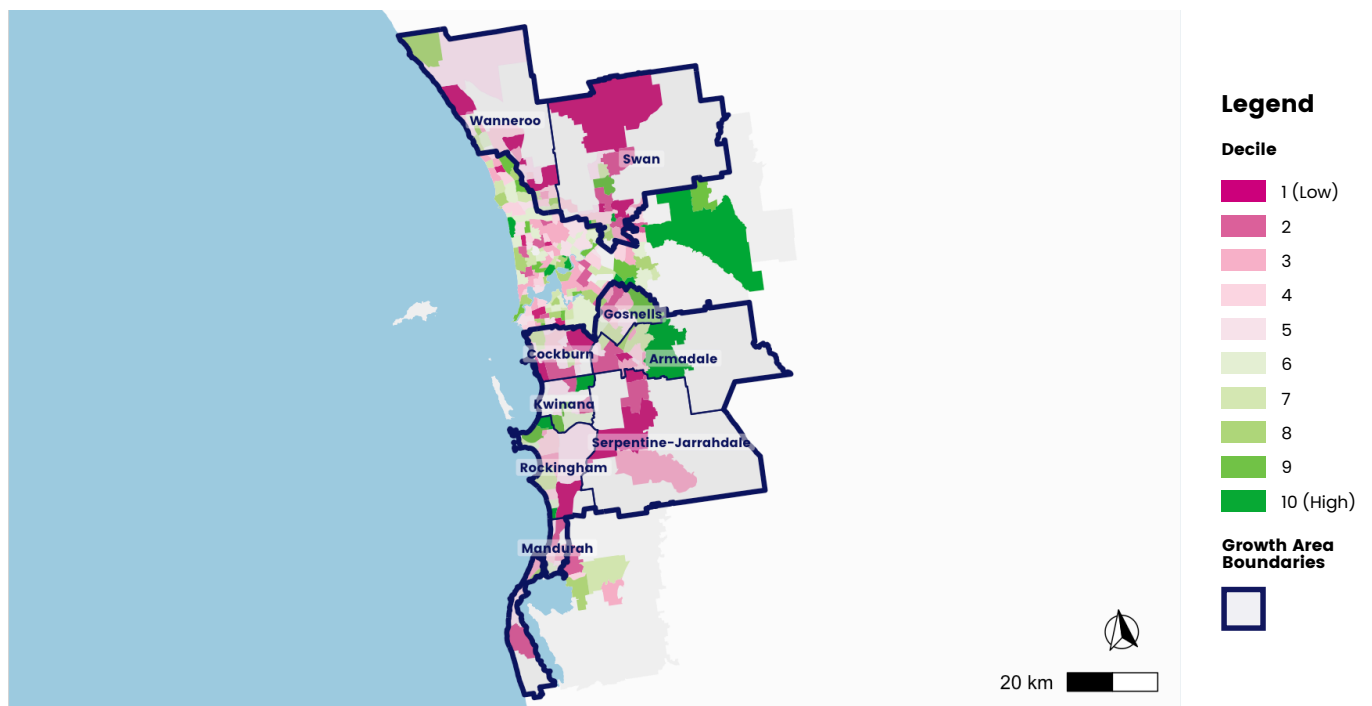 Wanneroo
Swan
Gosnells
Cockburn
Armadale
Kwinana
Serpentine-Jarrahdale
Rockingham
Mandurah
20 km
Legend
Decile
1 (Low)
2
3
4
5
6
7
8
9
10 (High)
Growth Area
Boundaries